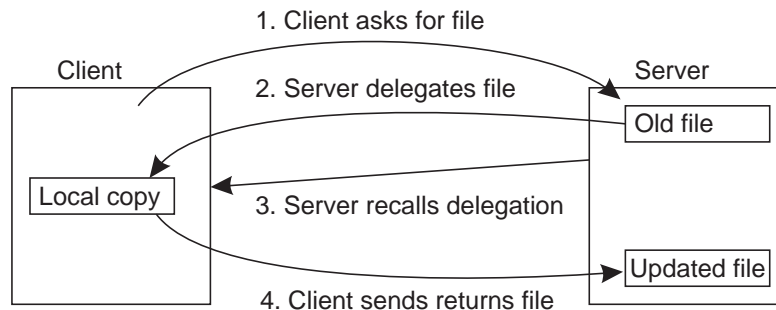 1. Client asks for file
Client
Server
2. Server delegates file
Old file
Local copy
3. Server recalls delegation
Updated file
4. Client sends returns file